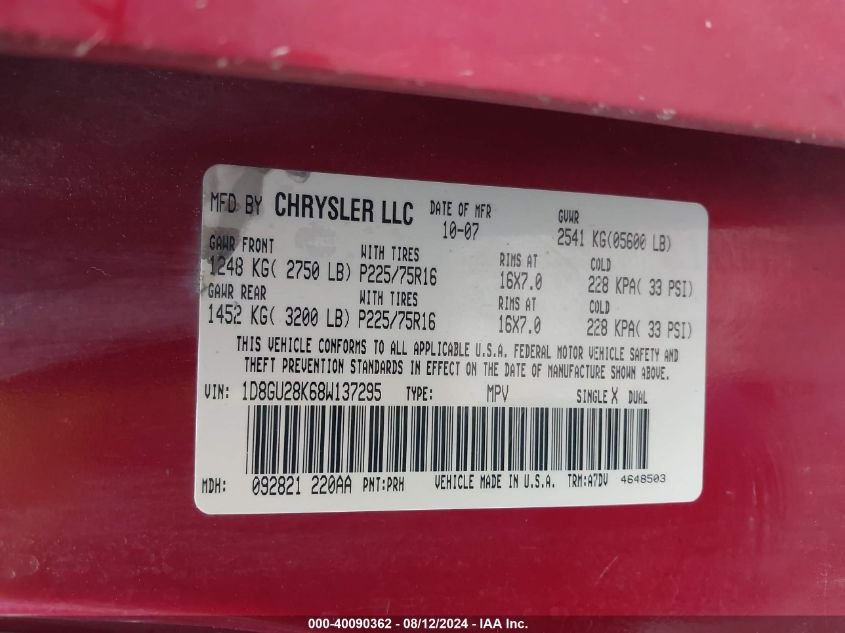 MFD BY CHRYSLER LLC DATE OF MFR GVWR
10-07 2541 KG(05600 LB)
GAWR FRONT WITH TIRES RIMS AT COLD
1248 KG( 2750 LB) P225/75R16 16X7.0 228 KPA( 33 PSI)
GAWR REAR WITH TIRES RIMS AT COLD
1452 KG( 3200 LB) P225/75R16 16X7.0 228 KPA( 33 PSI)
THIS VEHICLE CONFORMS TO ALL APPLICABLE U.S.A. FEDERAL MOTOR VEHICLE SAFETY AND
THEFT PREVENTION STANDARDS IN EFFECT ON THE DATE OF MANUFACTURE SHOWN ABOVE.
VIN: 1D8GU28K68W137295 TYPE: MPV SINGLE X DUAL
MDH: 092821 220AA PNT:PRH VEHICLE MADE IN U.S.A. TRM:A7DV 4648503
000-40090362 - 08/12/2024 - IAA Inc.